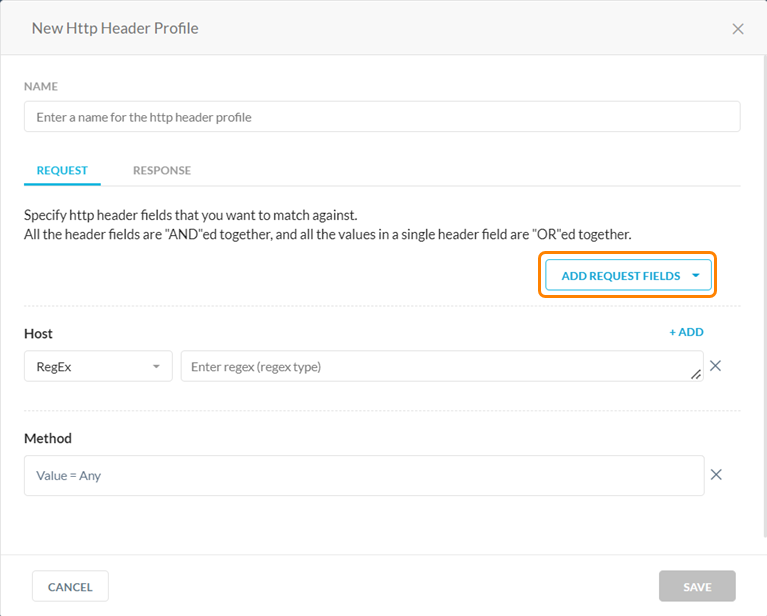 New Http Header Profile
NAME
Enter a name for the http header profile
REQUEST RESPONSE
Specify http header fields that you want to match against.
All the header fields are "AND"ed together, and all the values in a single header field are "OR"ed together.
ADD REQUEST FIELDS
Host + ADD
RegEx Enter regex (regex type)
Method
Value = Any
CANCEL SAVE